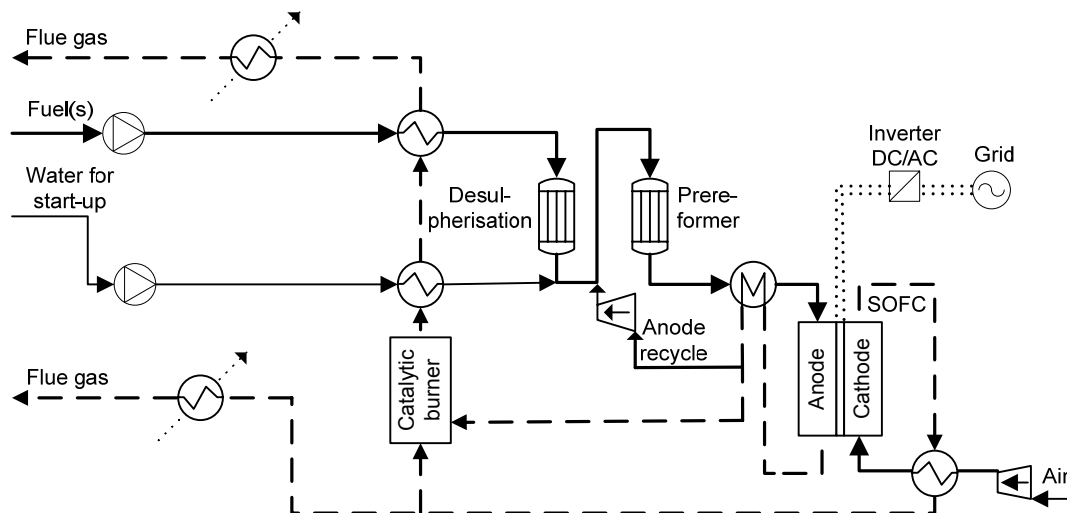 Flue gas
Fuel(s)
Water for
start-up
Desul-
pherisation
Prere-
former
Inverter
DC/AC
Grid
Anode
recycle
SOFC
Anode
Cathode
Catalytic
burner
Flue gas
Air